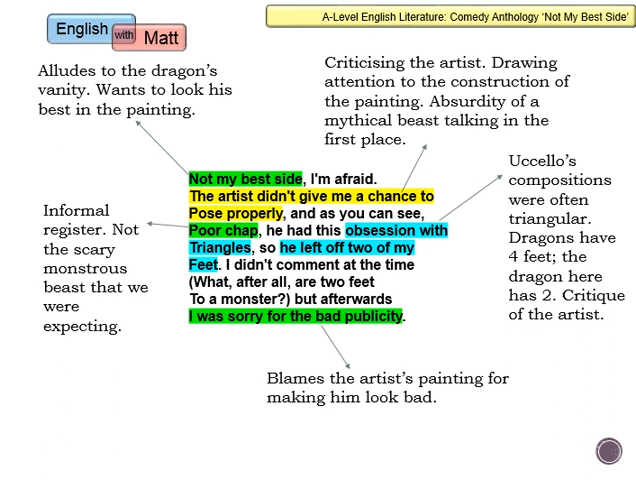 English with Matt
A-Level English Literature: Comedy Anthology ‘Not My Best Side’
Alludes to the dragon’s
vanity. Wants to look his
best in the painting.
Criticising the artist. Drawing
attention to the construction of
the painting. Absurdity of a
mythical beast talking in the
first place.
Uccello’s
compositions
were often
triangular.
Dragons have
4 feet; the
dragon here
has 2. Critique
of the artist.
Informal
register. Not
the scary
monstrous
beast that we
were
expecting.
Not my best side, I'm afraid.
The artist didn't give me a chance to
Pose properly, and as you can see,
Poor chap, he had this obsession with
Triangles, so he left off two of my
Feet. I didn't comment at the time
(What, after all, are two feet
To a monster?) but afterwards
I was sorry for the bad publicity.
Blames the artist’s painting for
making him look bad.